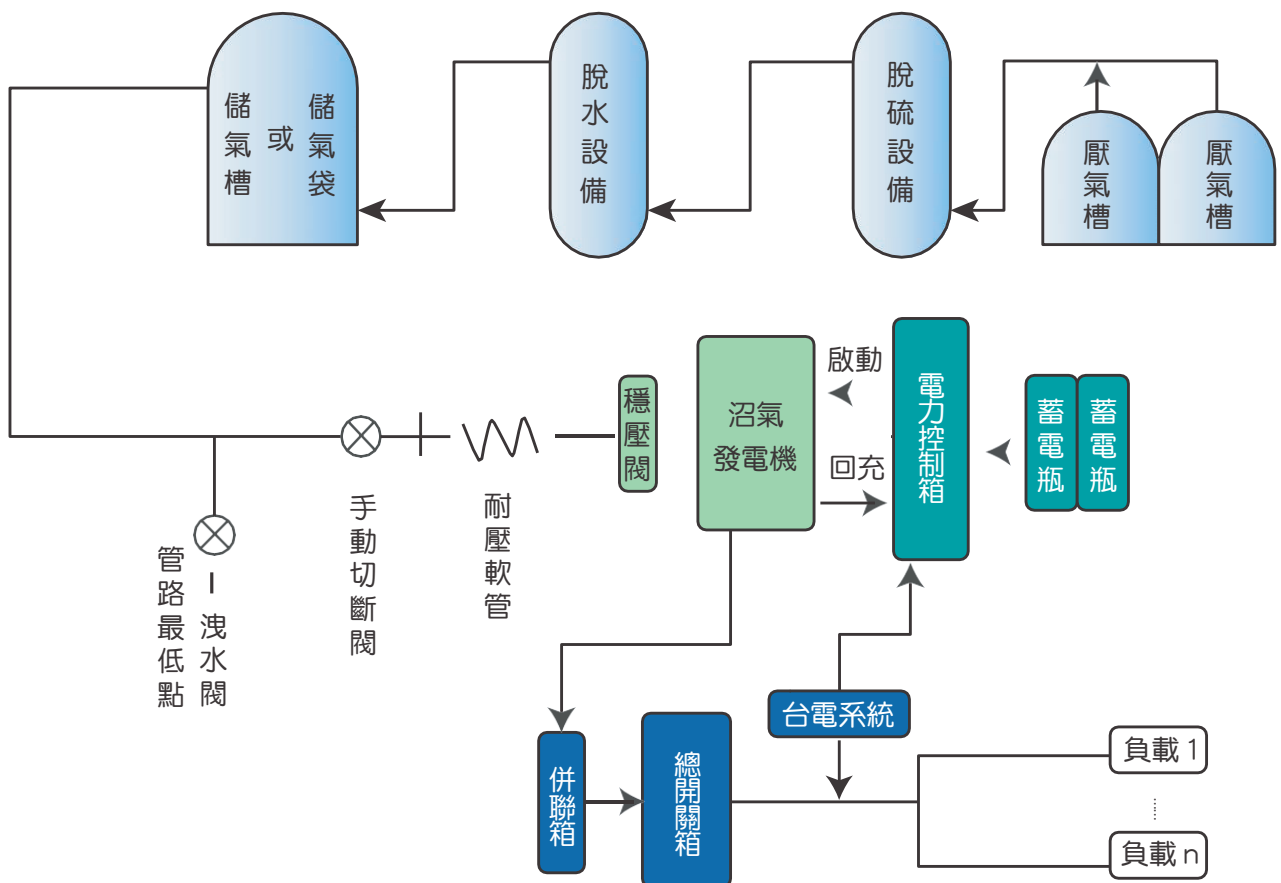 儲氣槽
或
儲氣袋
脫水設備
脫硫設備
厭氣槽
厭氣槽
管路最低點
洩水閥
手動切斷閥
耐壓軟管
穩壓閥
沼氣
發電機
啟動
回充
電力控制箱
蓄電瓶
蓄電瓶
台電系統
併聯箱
總開關箱
負載1
負載n